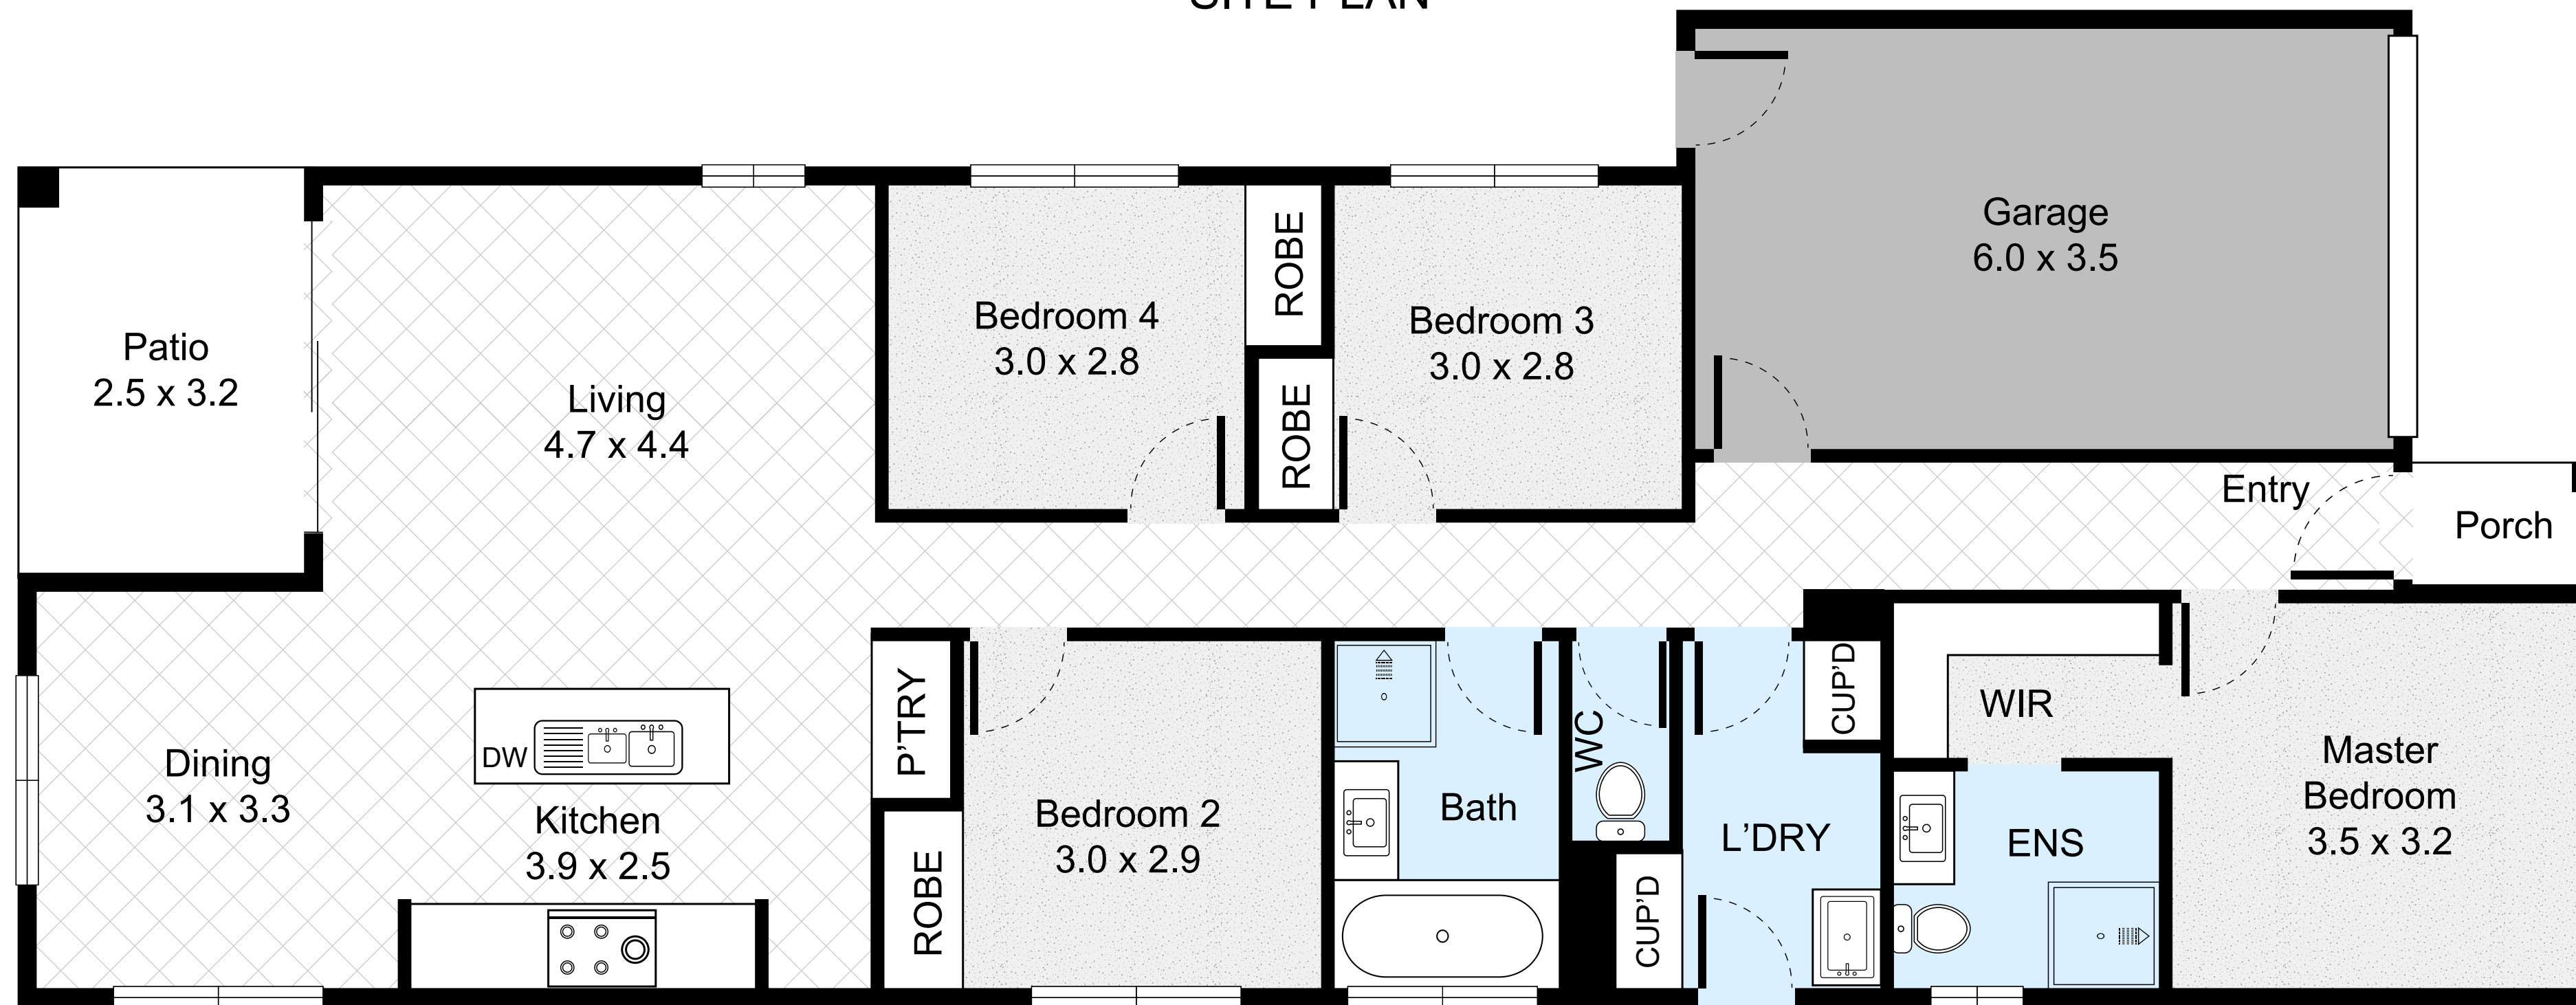 SITE PLAN
Garage
6.0 x 3.5
Patio
2.5 x 3.2
Living
4.7 x 4.4
Bedroom 4
3.0 x 2.8
ROBE
ROBE
Bedroom 3
3.0 x 2.8
Entry
Porch
Dining
3.1 x 3.3
DW
Kitchen
3.9 x 2.5
P'TRY
ROBE
Bedroom 2
3.0 x 2.9
Bath
WC
CUP'D
L'DRY
CUP'D
WIR
ENS
Master
Bedroom
3.5 x 3.2